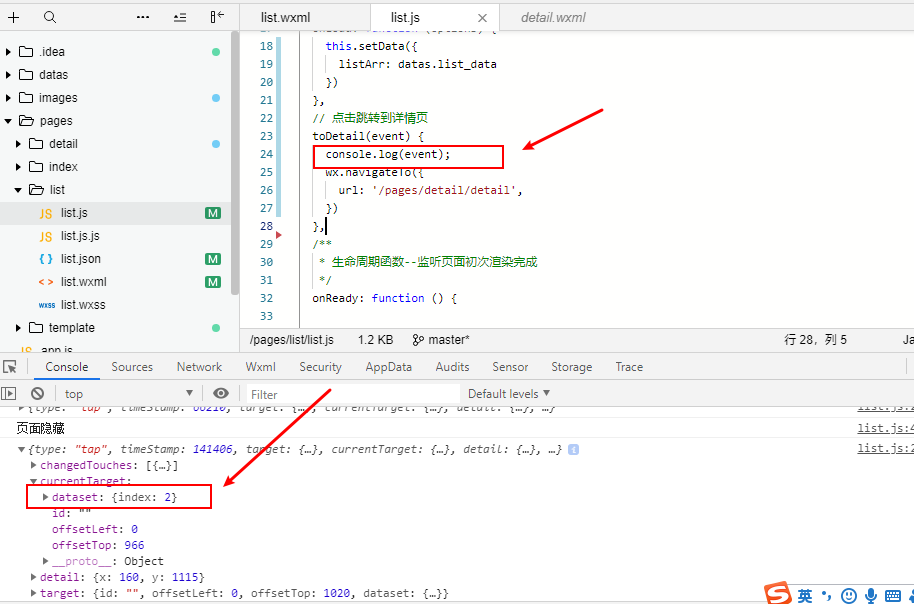 list.wxml
list.js
detail.wxml
.idea
datas
images
pages
detail
index
list
JS list.js M
JS list.js.js
{ } list.json M
< > list.wxml M
wxss list.wxss
template
JS app.js
18 this.setData({
19 listArr: datas.list_data
20 })
21 },
22 // 点击跳转到详情页
23 toDetail(event) {
24 console.log(event);
25 wx.navigateTo({
26 url: '/pages/detail/detail',
27 })
28 },
29 /**
30 * 生命周期函数--监听页面初次渲染完成
31 */
32 onReady: function () {
33
/pages/list/list.js 1.2 KB master* 行 28，列 5 Ja
Console Sources Network Wxml Security AppData Audits Sensor Storage Trace
top Filter Default levels
{type: "tap", timeStamp: 66210, target: {…}, currentTarget: {…}, detail: {…}, …} list.js:2
页面隐藏 list.js:4
{type: "tap", timeStamp: 141406, target: {…}, currentTarget: {…}, detail: {…}, …} i list.js:2
changedTouches: [{…}]
currentTarget:
dataset: {index: 2}
id: ""
offsetLeft: 0
offsetTop: 966
__proto__: Object
detail: {x: 160, y: 1115}
target: {id: "", offsetLeft: 0, offsetTop: 1020, dataset: {…}}
S 英